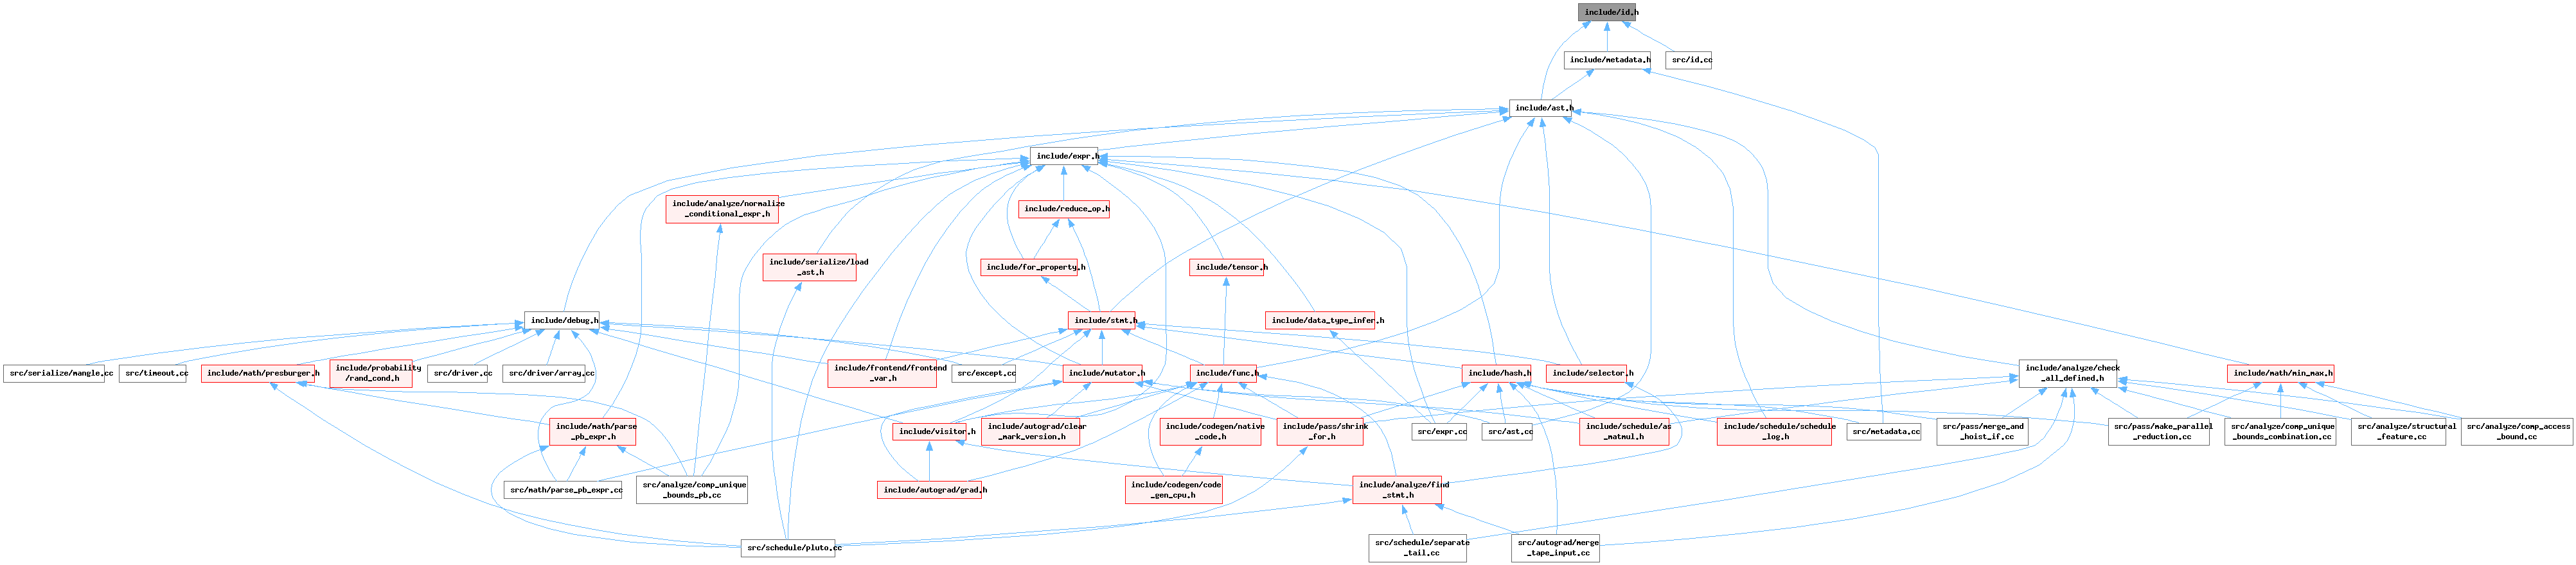 include/id.h
include/metadata.h
src/id.cc
include/ast.h
include/expr.h
include/analyze/normalize
_conditional_expr.h
include/reduce_op.h
include/serialize/load
_ast.h
include/for_property.h
include/tensor.h
include/debug.h
include/stmt.h
include/data_type_infer.h
src/serialize/mangle.cc
src/timeout.cc
include/math/presburger.h
include/probability
/rand_cond.h
src/driver.cc
src/driver/array.cc
include/frontend/frontend
_var.h
src/except.cc
include/mutator.h
include/func.h
include/hash.h
include/selector.h
include/analyze/check
_all_defined.h
include/math/min_max.h
include/math/parse
_pb_expr.h
include/visitor.h
include/autograd/clear
_mark_version.h
include/codegen/native
_code.h
include/pass/shrink
_for.h
src/expr.cc
src/ast.cc
include/schedule/as
_matmul.h
include/schedule/schedule
_log.h
src/metadata.cc
src/pass/merge_and
_hoist_if.cc
src/pass/make_parallel
_reduction.cc
src/analyze/comp_unique
_bounds_combination.cc
src/analyze/structural
_feature.cc
src/analyze/comp_access
_bound.cc
src/math/parse_pb_expr.cc
src/analyze/comp_unique
_bounds_pb.cc
include/autograd/grad.h
include/codegen/code
_gen_cpu.h
include/analyze/find
_stmt.h
src/schedule/pluto.cc
src/schedule/separate
_tail.cc
src/autograd/merge
_tape_input.cc